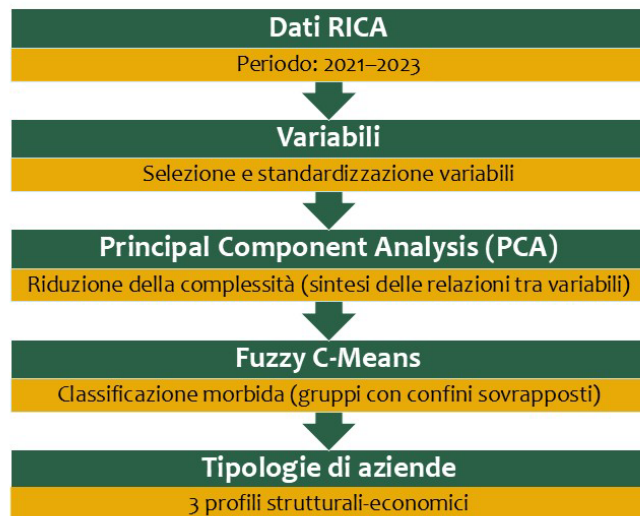 Dati RICA
Periodo: 2021–2023
Variabili
Selezione e standardizzazione variabili
Principal Component Analysis (PCA)
Riduzione della complessità (sintesi delle relazioni tra variabili)
Fuzzy C-Means
Classificazione morbida (gruppi con confini sovrapposti)
Tipologie di aziende
3 profili strutturali-economici